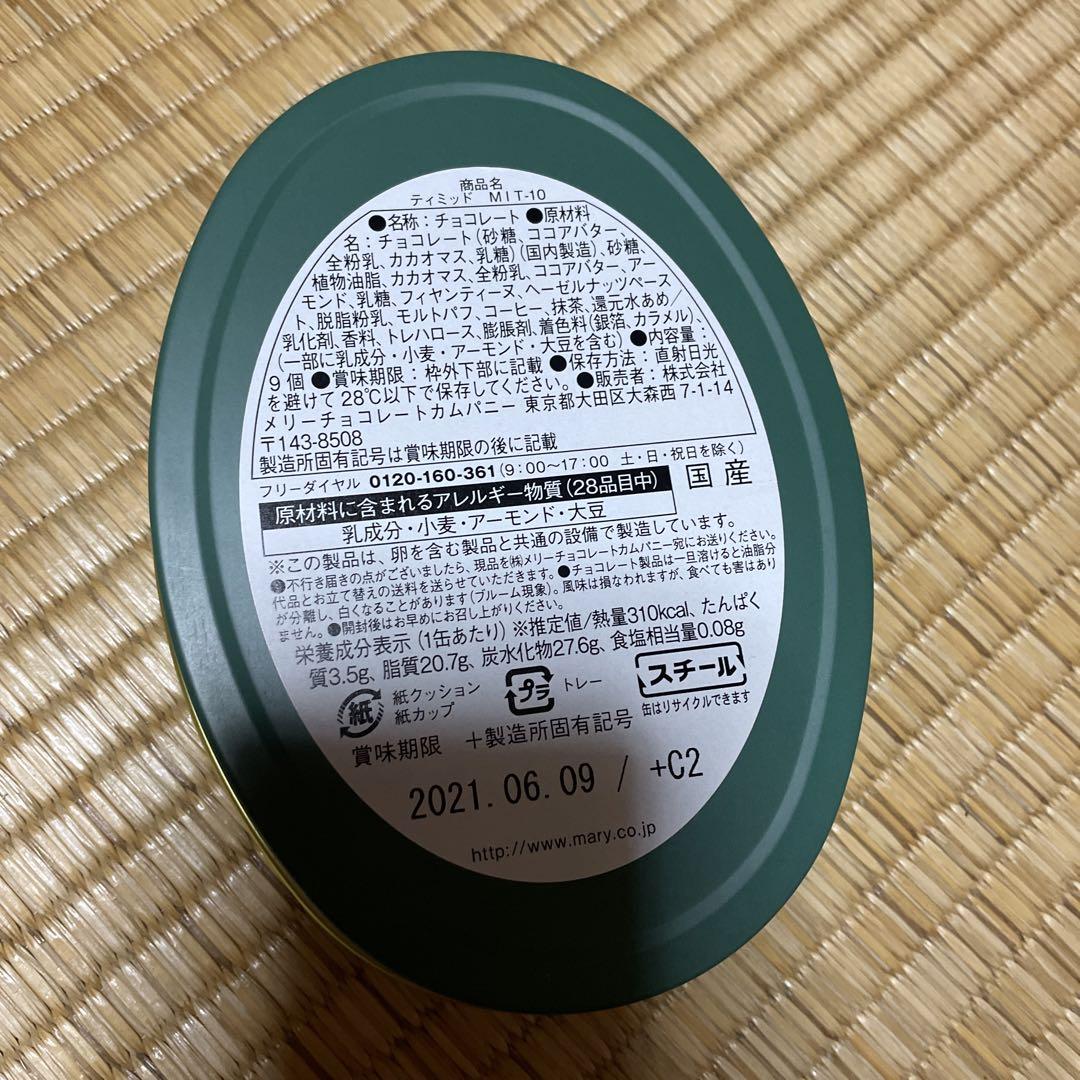 商品名
ティミッド MIT-10
●名称：チョコレート ●原材料
名：チョコレート（砂糖、ココアバター、
全粉乳、カカオマス、乳糖）（国内製造）、砂糖、
植物油脂、カカオマス、全粉乳、ココアバター、アー
モンド、乳糖、フィヤンティーヌ、ヘーゼルナッツペース
ト、脱脂粉乳、モルトパフ、コーヒー、抹茶、還元水あめ／
乳化剤、香料、トレハロース、膨脹剤、着色料（銀箔、カラメル）、
（一部に乳成分・小麦・アーモンド・大豆を含む） ●内容量：
9個 ●賞味期限：枠外下部に記載 ●保存方法：直射日光
を避けて28℃以下で保存してください。 ●販売者：株式会社
メリーチョコレートカムパニー 東京都大田区大森西7-1-14
〒143-8508
製造所固有記号は賞味期限の後に記載
フリーダイヤル 0120-160-361（9：00～17：00 土・日・祝日を除く）
原材料に含まれるアレルギー物質（28品目中） 国産
乳成分・小麦・アーモンド・大豆
※この製品は、卵を含む製品と共通の設備で製造しています。
●不行き届きの点がございましたら、現品を㈱メリーチョコレートカムパニー宛にお送りください。
代品とお立て替えの送料を送らせていただきます。 ●チョコレート製品は一旦溶けると油脂分
が分離し、白くなることがあります（ブルーム現象）。風味は損なわれますが、食べても害はあり
ません。 ●開封後はお早めにお召し上がりください。
栄養成分表示（1缶あたり）※推定値/熱量310kcal、たんぱく
質3.5g、脂質20.7g、炭水化物27.6g、食塩相当量0.08g
紙 紙クッション 紙カップ プラ トレー スチール
缶はリサイクルできます
賞味期限 ＋製造所固有記号
2021.06.09 / +C2
http://www.mary.co.jp